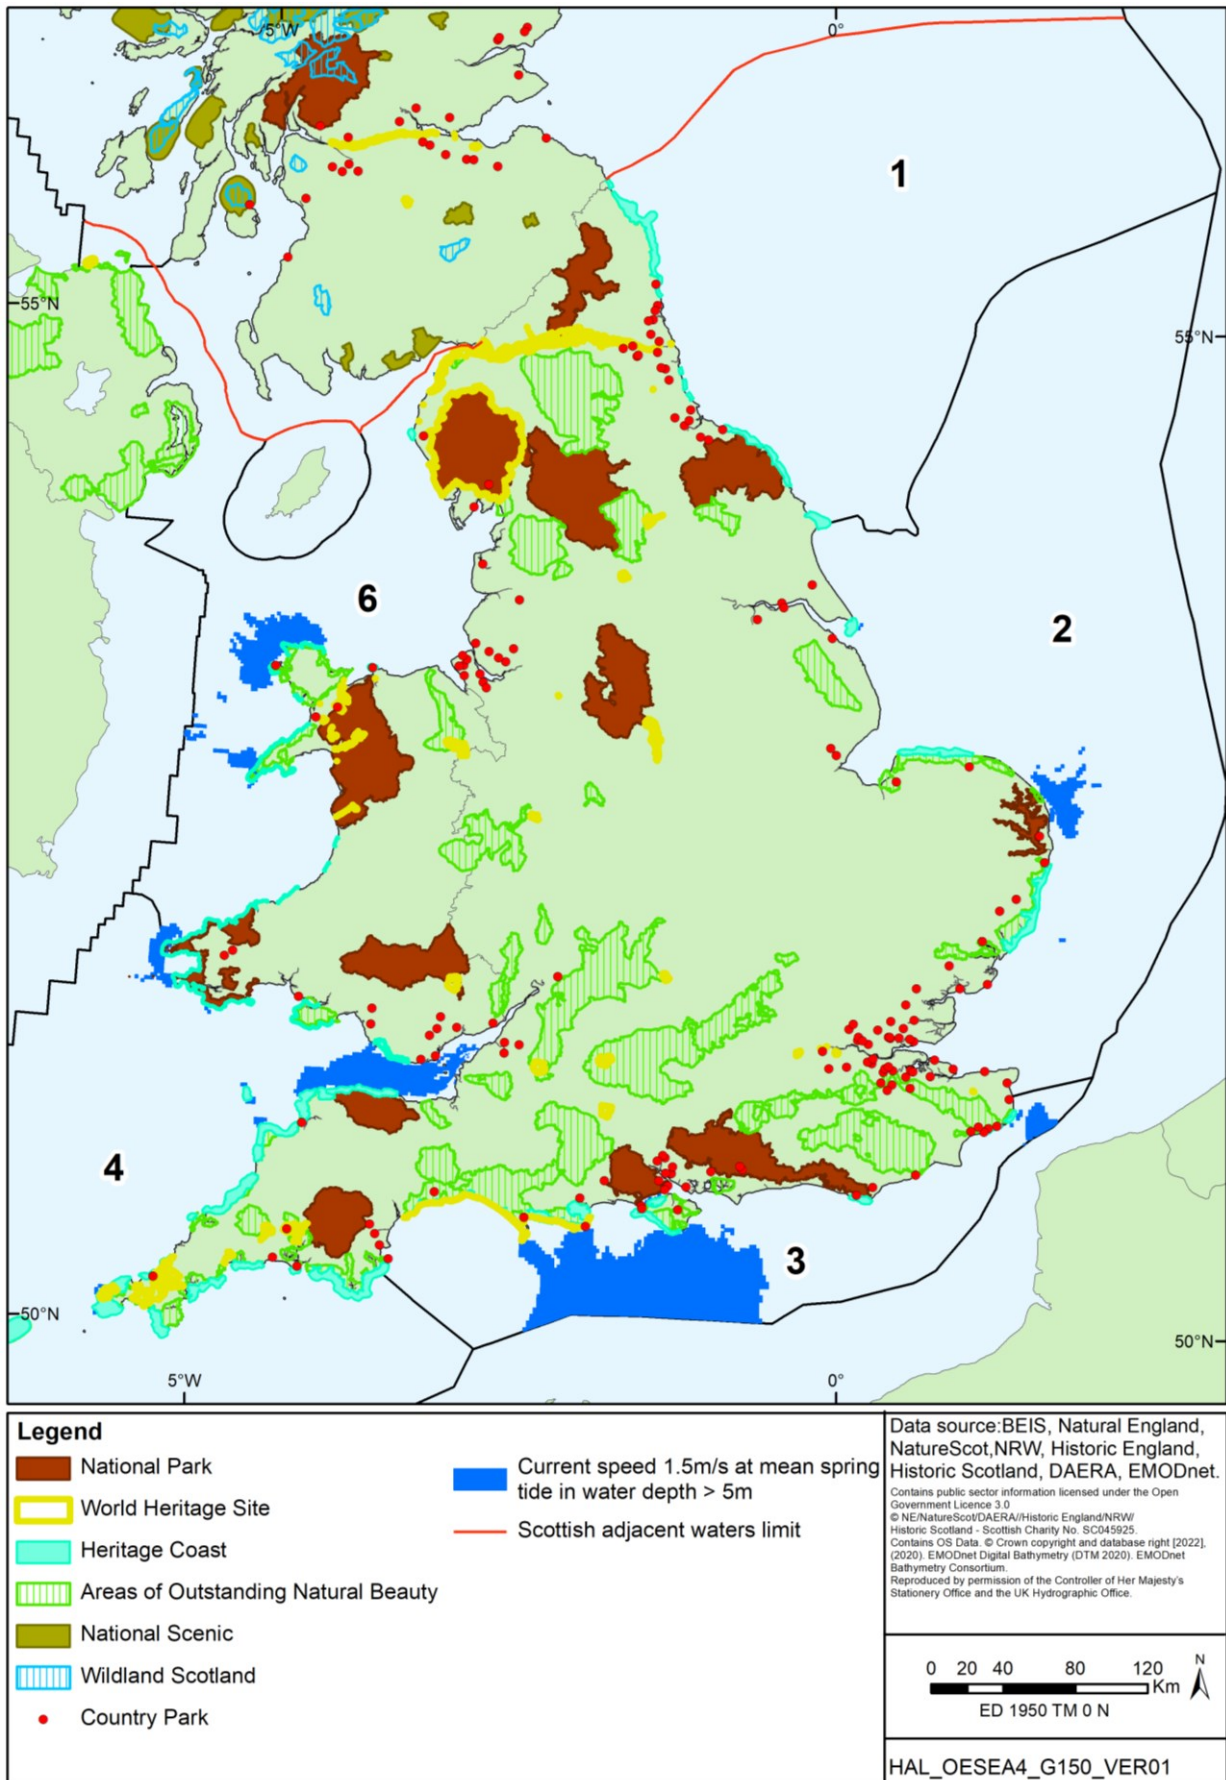 5°W
0°
1
55°N
55°N
6
2
4
3
50°N
50°N
5°W
0°
Legend
National Park
World Heritage Site
Heritage Coast
Areas of Outstanding Natural Beauty
National Scenic
Wildland Scotland
Country Park
Current speed 1.5m/s at mean spring
tide in water depth > 5m
Scottish adjacent waters limit
Data source:BEIS, Natural England,
NatureScot,NRW, Historic England,
Historic Scotland, DAERA, EMODnet.
Contains public sector information licensed under the Open
Government Licence 3.0
© NE/NatureScot/DAERA//Historic England/NRW/
Historic Scotland - Scottish Charity No. SC045925.
Contains OS Data. © Crown copyright and database right [2022],
(2020). EMODnet Digital Bathymetry (DTM 2020). EMODnet
Bathymetry Consortium.
Reproduced by permission of the Controller of Her Majesty's
Stationery Office and the UK Hydrographic Office.
0 20 40 80 120
Km
N
ED 1950 TM 0 N
HAL_OESEA4_G150_VER01